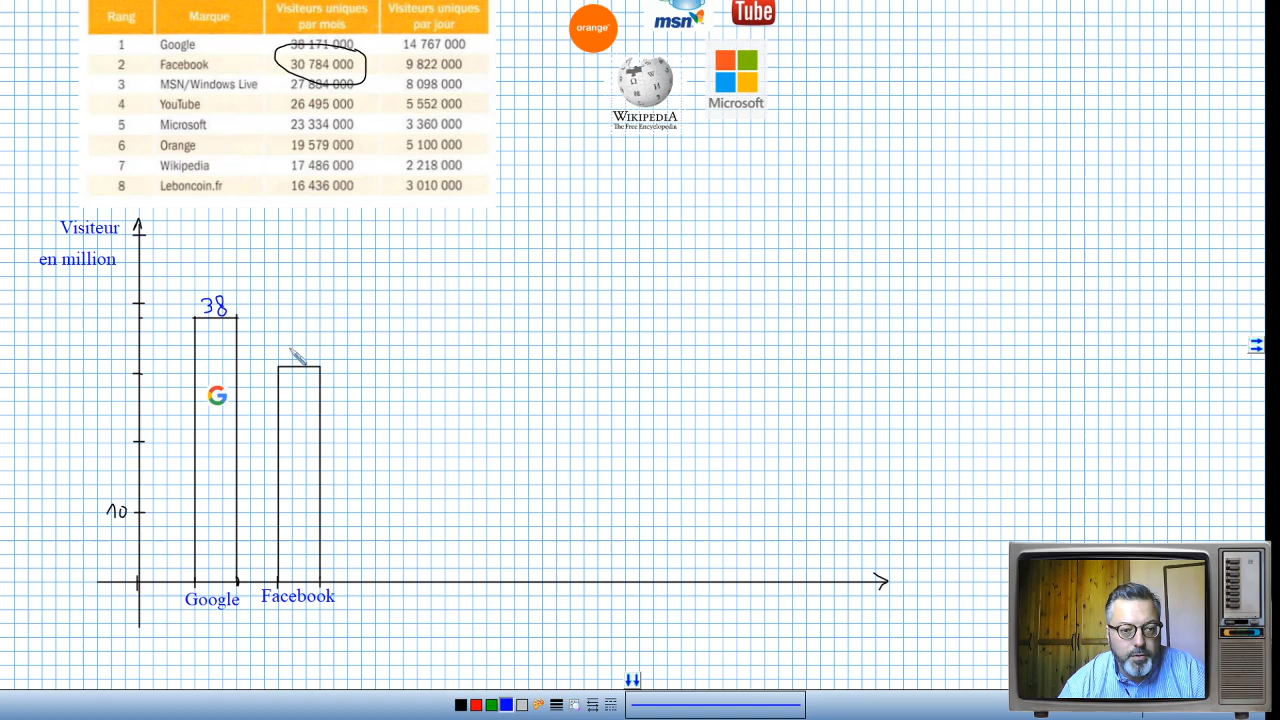 Rang Marque Visiteurs uniques par mois Visiteurs uniques par jour
1 Google 38 171 000 14 767 000
2 Facebook 30 784 000 9 822 000
3 MSN/Windows Live 27 884 000 8 098 000
4 YouTube 26 495 000 5 552 000
5 Microsoft 23 334 000 3 360 000
6 Orange 19 579 000 5 100 000
7 Wikipedia 17 486 000 2 218 000
8 Leboncoin.fr 16 436 000 3 010 000
orange
msn
Tube
WIKIPEDIA
The Free Encyclopedia
Microsoft
Visiteur
en million
38
G
10
Google Facebook